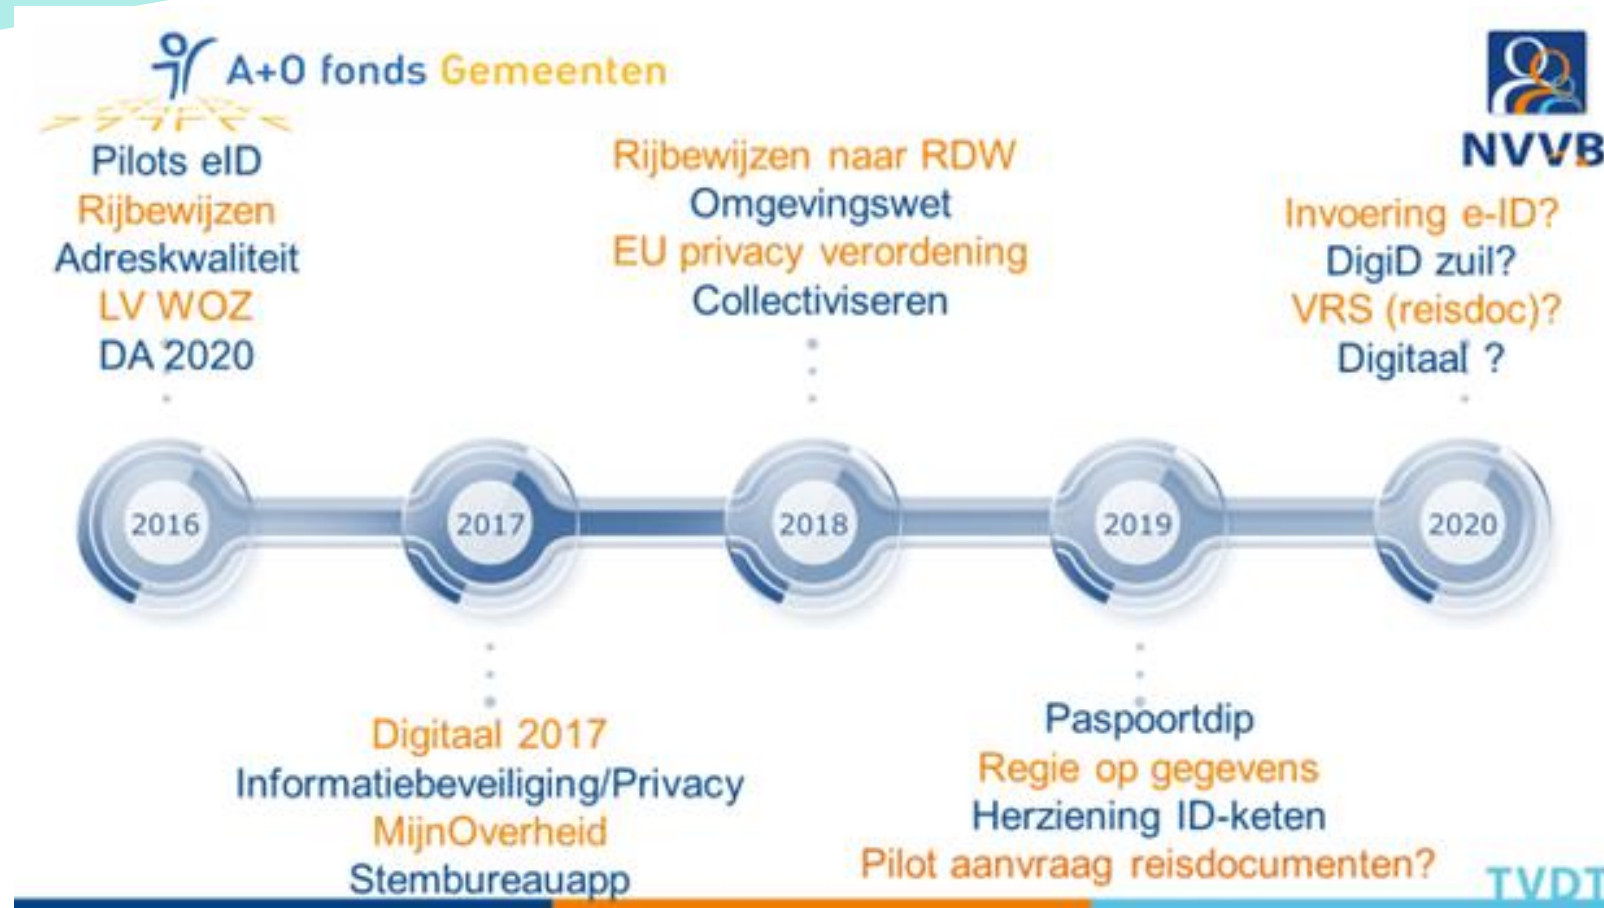 A+O fonds Gemeenten
NVVB
Pilots eID
Rijbewijzen
Adreskwaliteit
LV WOZ
DA 2020
Rijbewijzen naar RDW
Omgevingswet
EU privacy verordening
Collectiviseren
Invoering e-ID?
DigiD zuil?
VRS (reisdoc)?
Digitaal ?
2016
2017
2018
2019
2020
Digitaal 2017
Informatiebeveiliging/Privacy
MijnOverheid
Stembureauapp
Paspoortdip
Regie op gegevens
Herziening ID-keten
Pilot aanvraag reisdocumenten?
TVDT